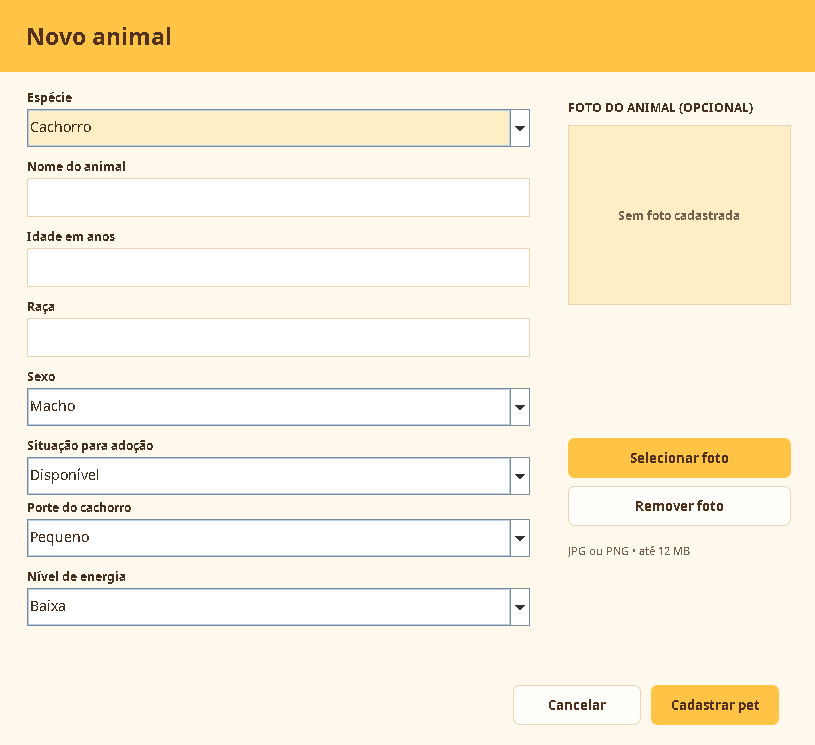 Novo animal
Espécie
Cachorro
Nome do animal
Idade em anos
Raça
Sexo
Macho
Situação para adoção
Disponível
Porte do cachorro
Pequeno
Nível de energia
Baixa
FOTO DO ANIMAL (OPCIONAL)
Sem foto cadastrada
Selecionar foto
Remover foto
JPG ou PNG • até 12 MB
Cancelar
Cadastrar pet